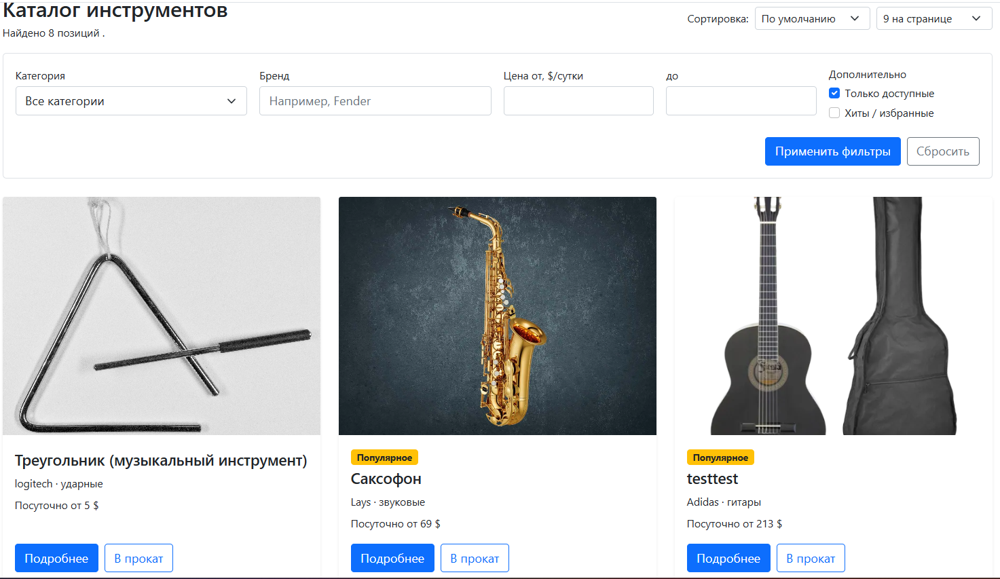 Каталог инструментов
Найдено 8 позиций .
Сортировка: По умолчанию 9 на странице
Категория Бренд Цена от, $/сутки до Дополнительно
Все категории Например, Fender Только доступные
Хиты / избранные
Применить фильтры Сбросить
Треугольник (музыкальный инструмент)
logitech · ударные
Посуточно от 5 $
Подробнее В прокат
Популярное
Саксофон
Lays · звуковые
Посуточно от 69 $
Подробнее В прокат
Популярное
testtest
Adidas · гитары
Посуточно от 213 $
Подробнее В прокат